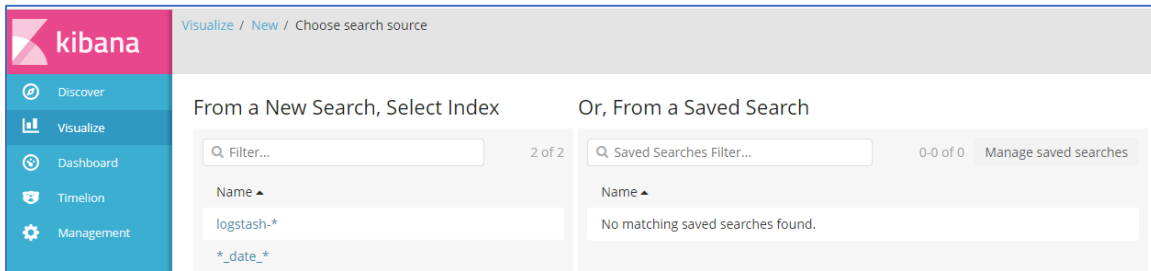 kibana
Discover
Visualize
Dashboard
Timelion
Management
Visualize / New / Choose search source
From a New Search, Select Index
Filter...
2 of 2
Name
logstash-*
*_date_*
Or, From a Saved Search
Saved Searches Filter...
0-0 of 0
Manage saved searches
Name
No matching saved searches found.